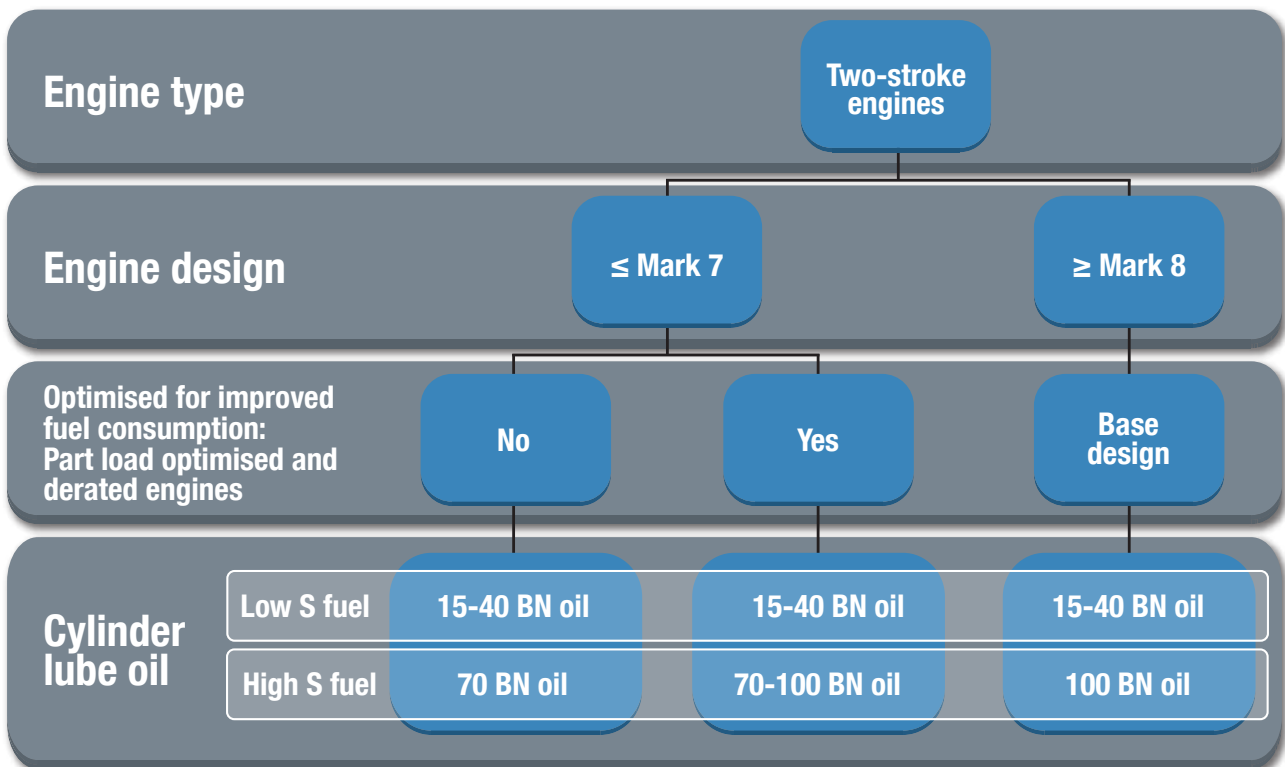 Engine type
Two-stroke
engines
Engine design
≤ Mark 7
≥ Mark 8
Optimised for improved
fuel consumption:
Part load optimised and
derated engines
No
Yes
Base
design
Cylinder
lube oil
Low S fuel
15-40 BN oil
15-40 BN oil
15-40 BN oil
High S fuel
70 BN oil
70-100 BN oil
100 BN oil